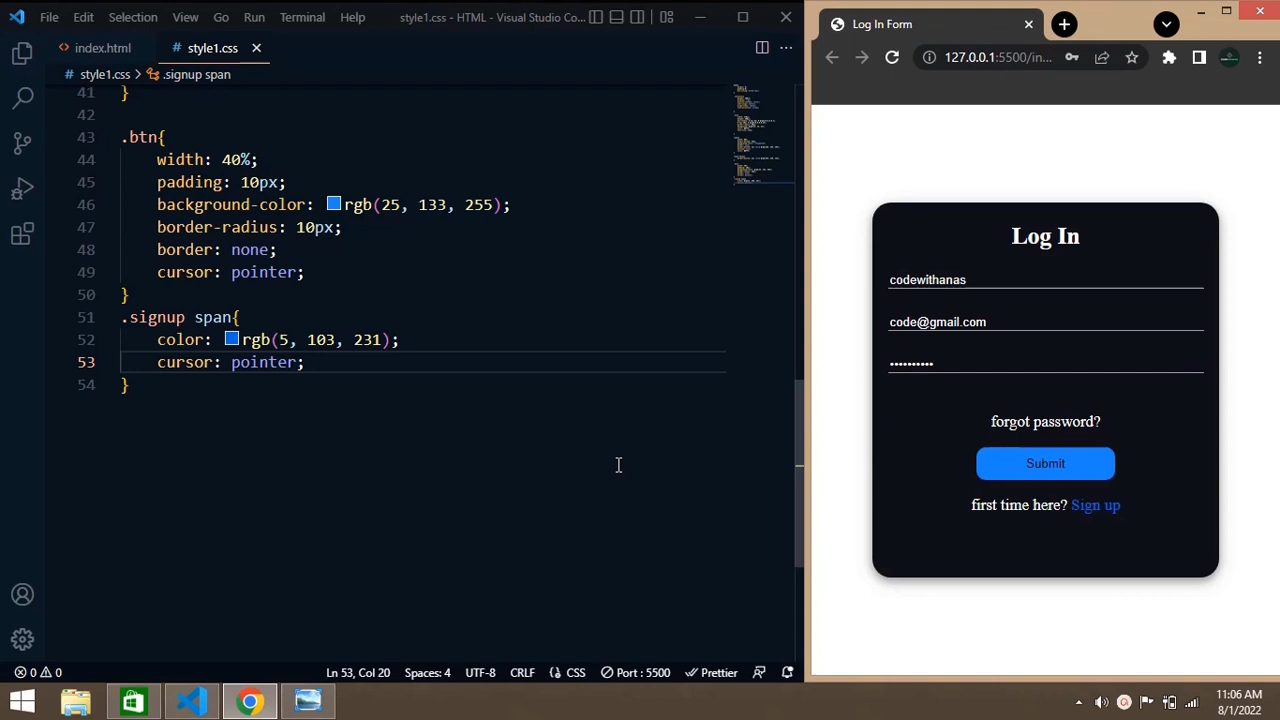 File Edit Selection View Go Run Terminal Help style1.css - HTML - Visual Studio Co...
index.html style1.css
style1.css > .signup span
41 }
42
43 .btn{
44 width: 40%;
45 padding: 10px;
46 background-color: rgb(25, 133, 255);
47 border-radius: 10px;
48 border: none;
49 cursor: pointer;
50 }
51 .signup span{
52 color: rgb(5, 103, 231);
53 cursor: pointer;
54 }
0 0 Ln 53, Col 20 Spaces: 4 UTF-8 CRLF CSS Port : 5500 Prettier
Log In Form
127.0.0.1:5500/in...
Log In
codewithanas
code@gmail.com
••••••••••
forgot password?
Submit
first time here? Sign up
11:06 AM
8/1/2022